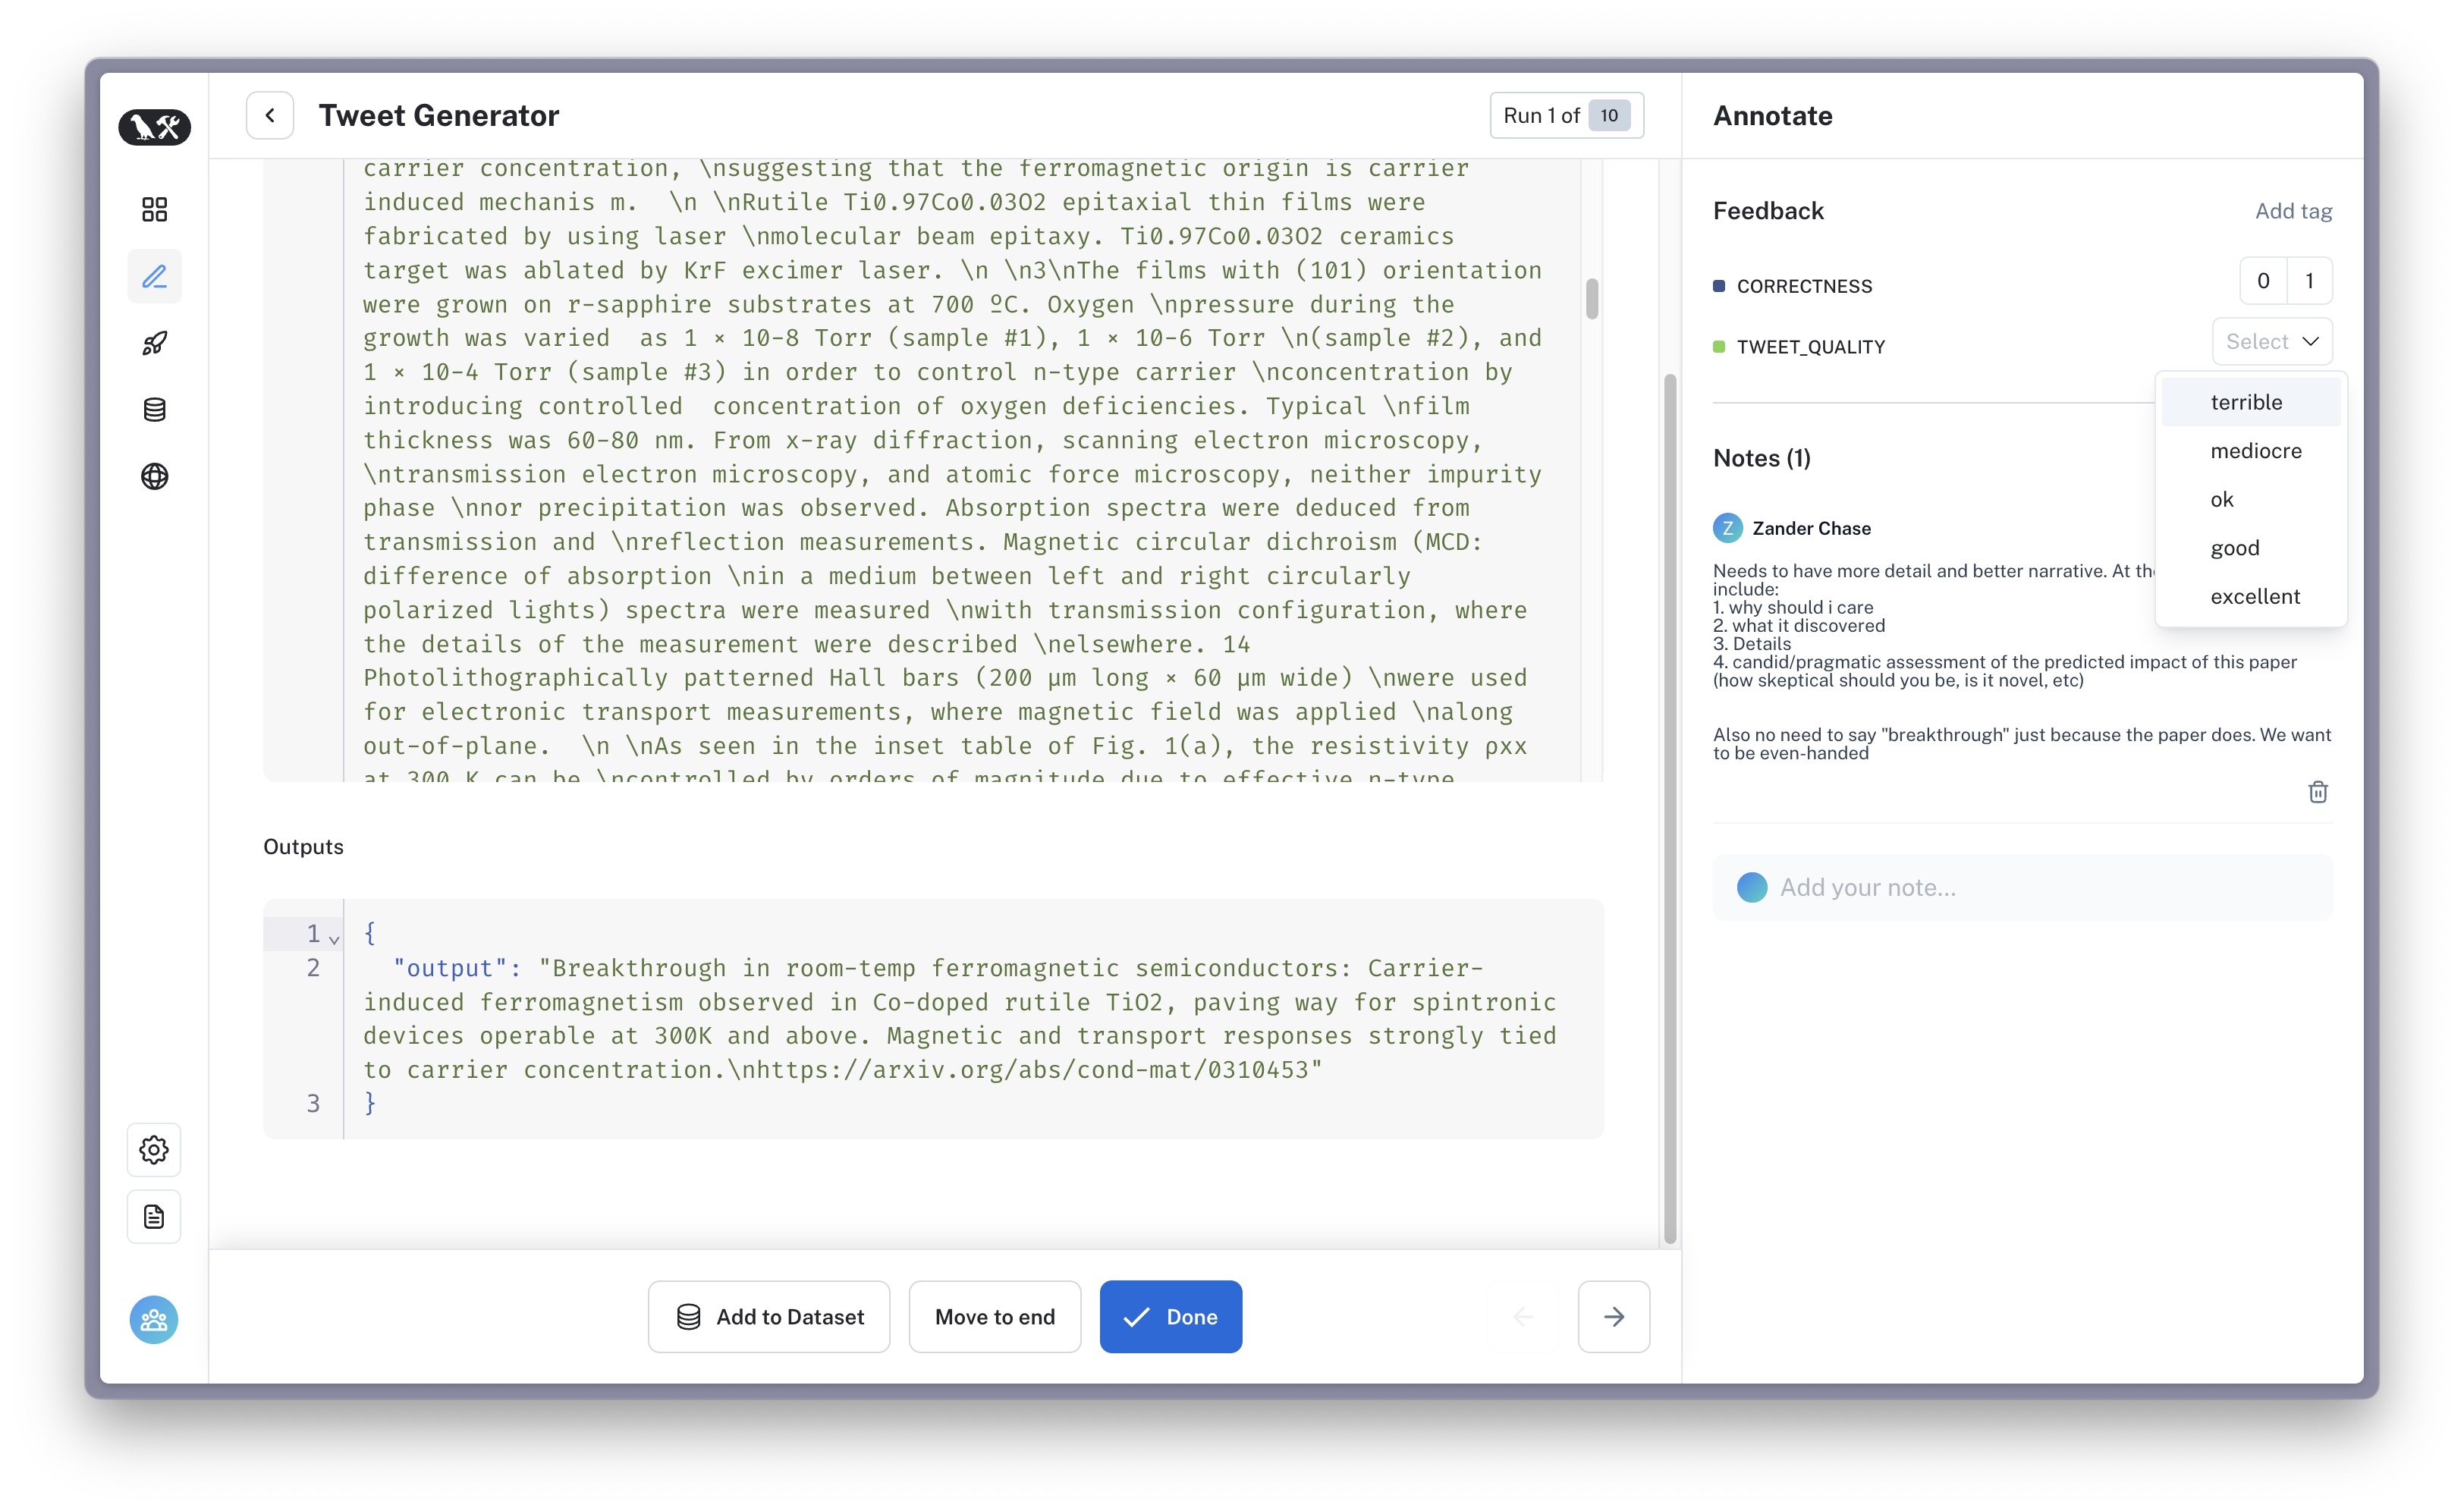 Tweet Generator
Run 1 of 10
carrier concentration, \nsuggesting that the ferromagnetic origin is carrier
induced mechanis m.  \n \nRutile Ti0.97Co0.03O2 epitaxial thin films were
fabricated by using laser \nmolecular beam epitaxy. Ti0.97Co0.03O2 ceramics
target was ablated by KrF excimer laser. \n \n3\nThe films with (101) orientation
were grown on r-sapphire substrates at 700 ºC. Oxygen \npressure during the
growth was varied  as 1 × 10-8 Torr (sample #1), 1 × 10-6 Torr \n(sample #2), and
1 × 10-4 Torr (sample #3) in order to control n-type carrier \nconcentration by
introducing controlled  concentration of oxygen deficiencies. Typical \nfilm
thickness was 60-80 nm. From x-ray diffraction, scanning electron microscopy,
\ntransmission electron microscopy, and atomic force microscopy, neither impurity
phase \nnor precipitation was observed. Absorption spectra were deduced from
transmission and \nreflection measurements. Magnetic circular dichroism (MCD:
difference of absorption \nin a medium between left and right circularly
polarized lights) spectra were measured \nwith transmission configuration, where
the details of the measurement were described \nelsewhere. 14
Photolithographically patterned Hall bars (200 μm long × 60 μm wide) \nwere used
for electronic transport measurements, where magnetic field was applied \nalong
out-of-plane.  \n \nAs seen in the inset table of Fig. 1(a), the resistivity ρxx
at 300 K can be \ncontrolled by orders of magnitude due to effective n-type
Outputs
1 {
2 "output": "Breakthrough in room-temp ferromagnetic semiconductors: Carrier-
induced ferromagnetism observed in Co-doped rutile TiO2, paving way for spintronic
devices operable at 300K and above. Magnetic and transport responses strongly tied
to carrier concentration.\nhttps://arxiv.org/abs/cond-mat/0310453"
3 }
Add to Dataset
Move to end
Done
Annotate
Feedback
Add tag
CORRECTNESS
0 1
TWEET_QUALITY
Select
terrible
mediocre
ok
good
excellent
Notes (1)
Z Zander Chase
Needs to have more detail and better narrative. At
include:
1. why should i care
2. what it discovered
3. Details
4. candid/pragmatic assessment of the predicted impact of this paper
(how skeptical should you be, is it novel, etc)
Also no need to say "breakthrough" just because the paper does. We want
to be even-handed
Add your note...